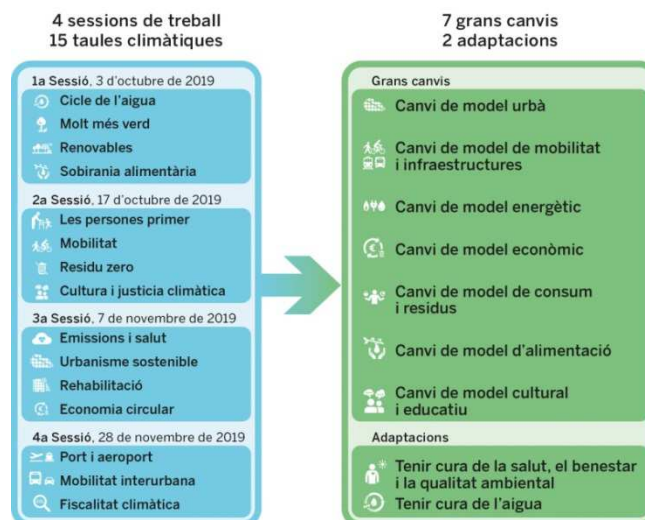 4 sessions de treball
15 taules climàtiques
1a Sessió, 3 d'octubre de 2019
Cicle de l'aigua
Molt més verd
Renovables
Sobirania alimentària
2a Sessió, 17 d'octubre de 2019
Les persones primer
Mobilitat
Residu zero
Cultura i justicia climàtica
3a Sessió, 7 de novembre de 2019
Emissions i salut
Urbanisme sostenible
Rehabilitació
Economia circular
4a Sessió, 28 de novembre de 2019
Port i aeroport
Mobilitat interurbana
Fiscalitat climàtica
7 grans canvis
2 adaptacions
Grans canvis
Canvi de model urbà
Canvi de model de mobilitat
i infraestructures
Canvi de model energètic
Canvi de model econòmic
Canvi de model de consum
i residus
Canvi de model d'alimentació
Canvi de model cultural
i educatiu
Adaptacions
Tenir cura de la salut, el benestar
i la qualitat ambiental
Tenir cura de l'aigua